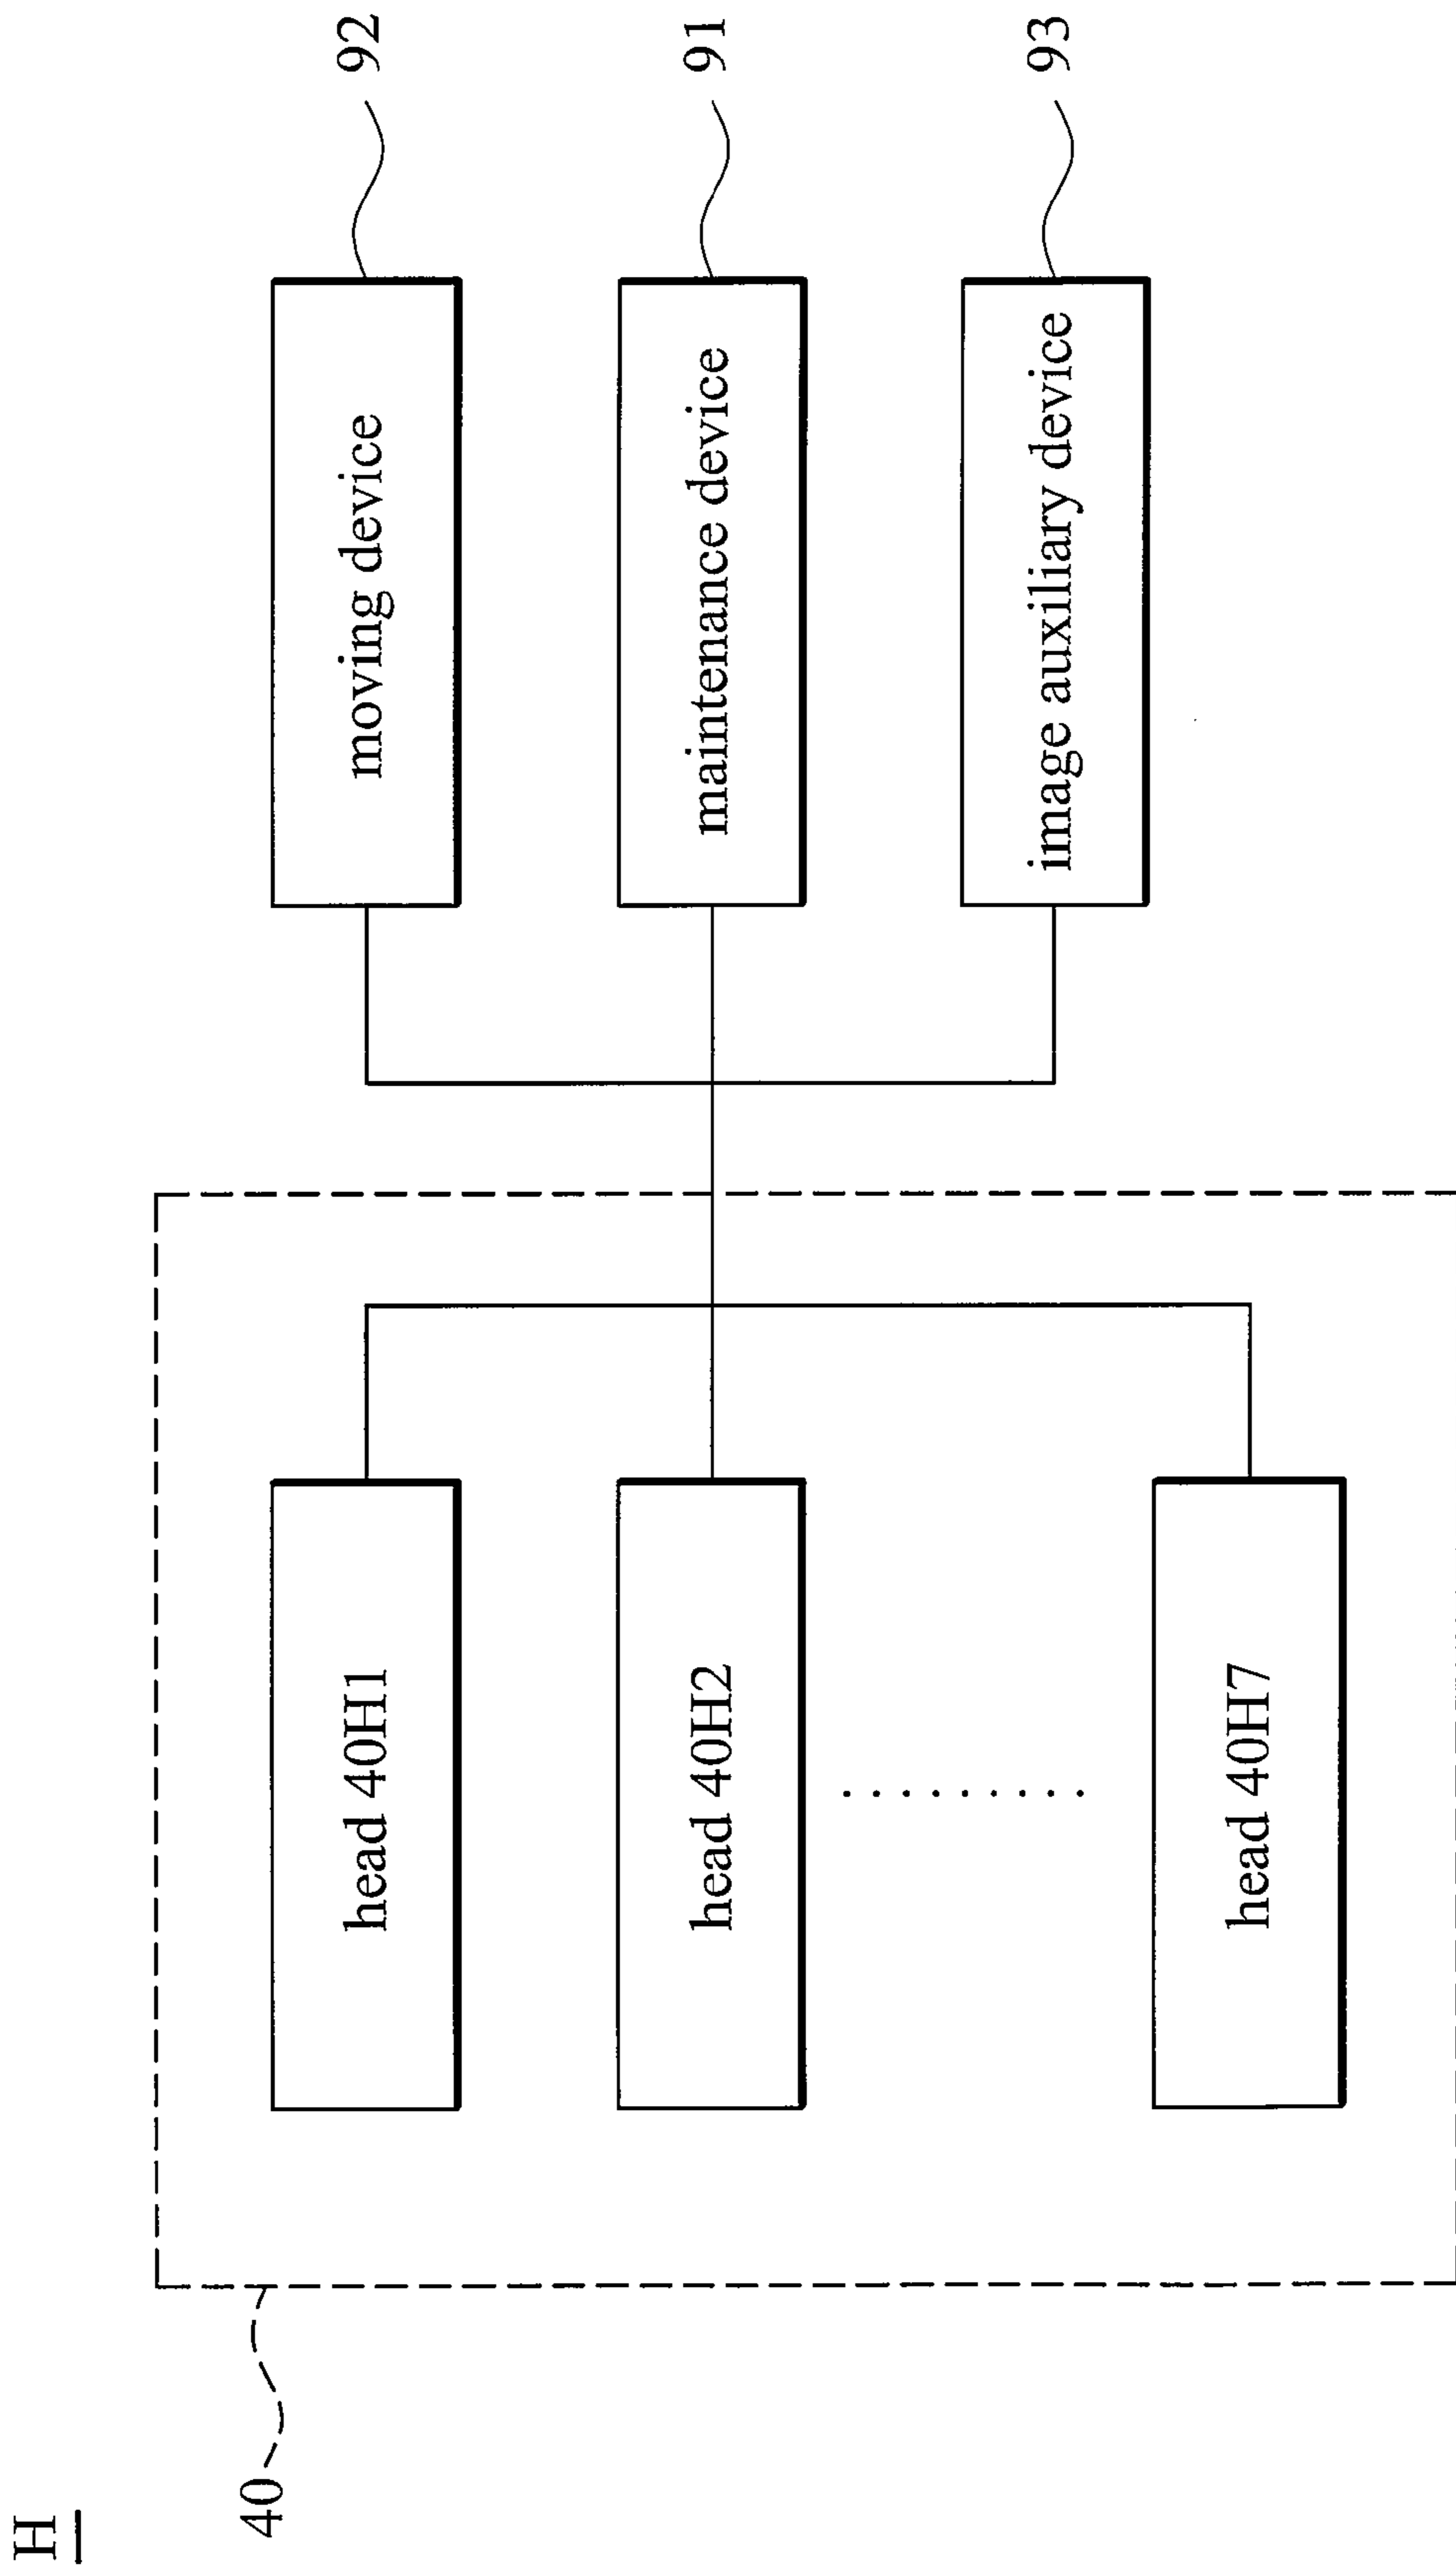 H
40
head 40H1
moving device
92
head 40H2
maintenance device
91
.........
image auxiliary device
93
head 40H7